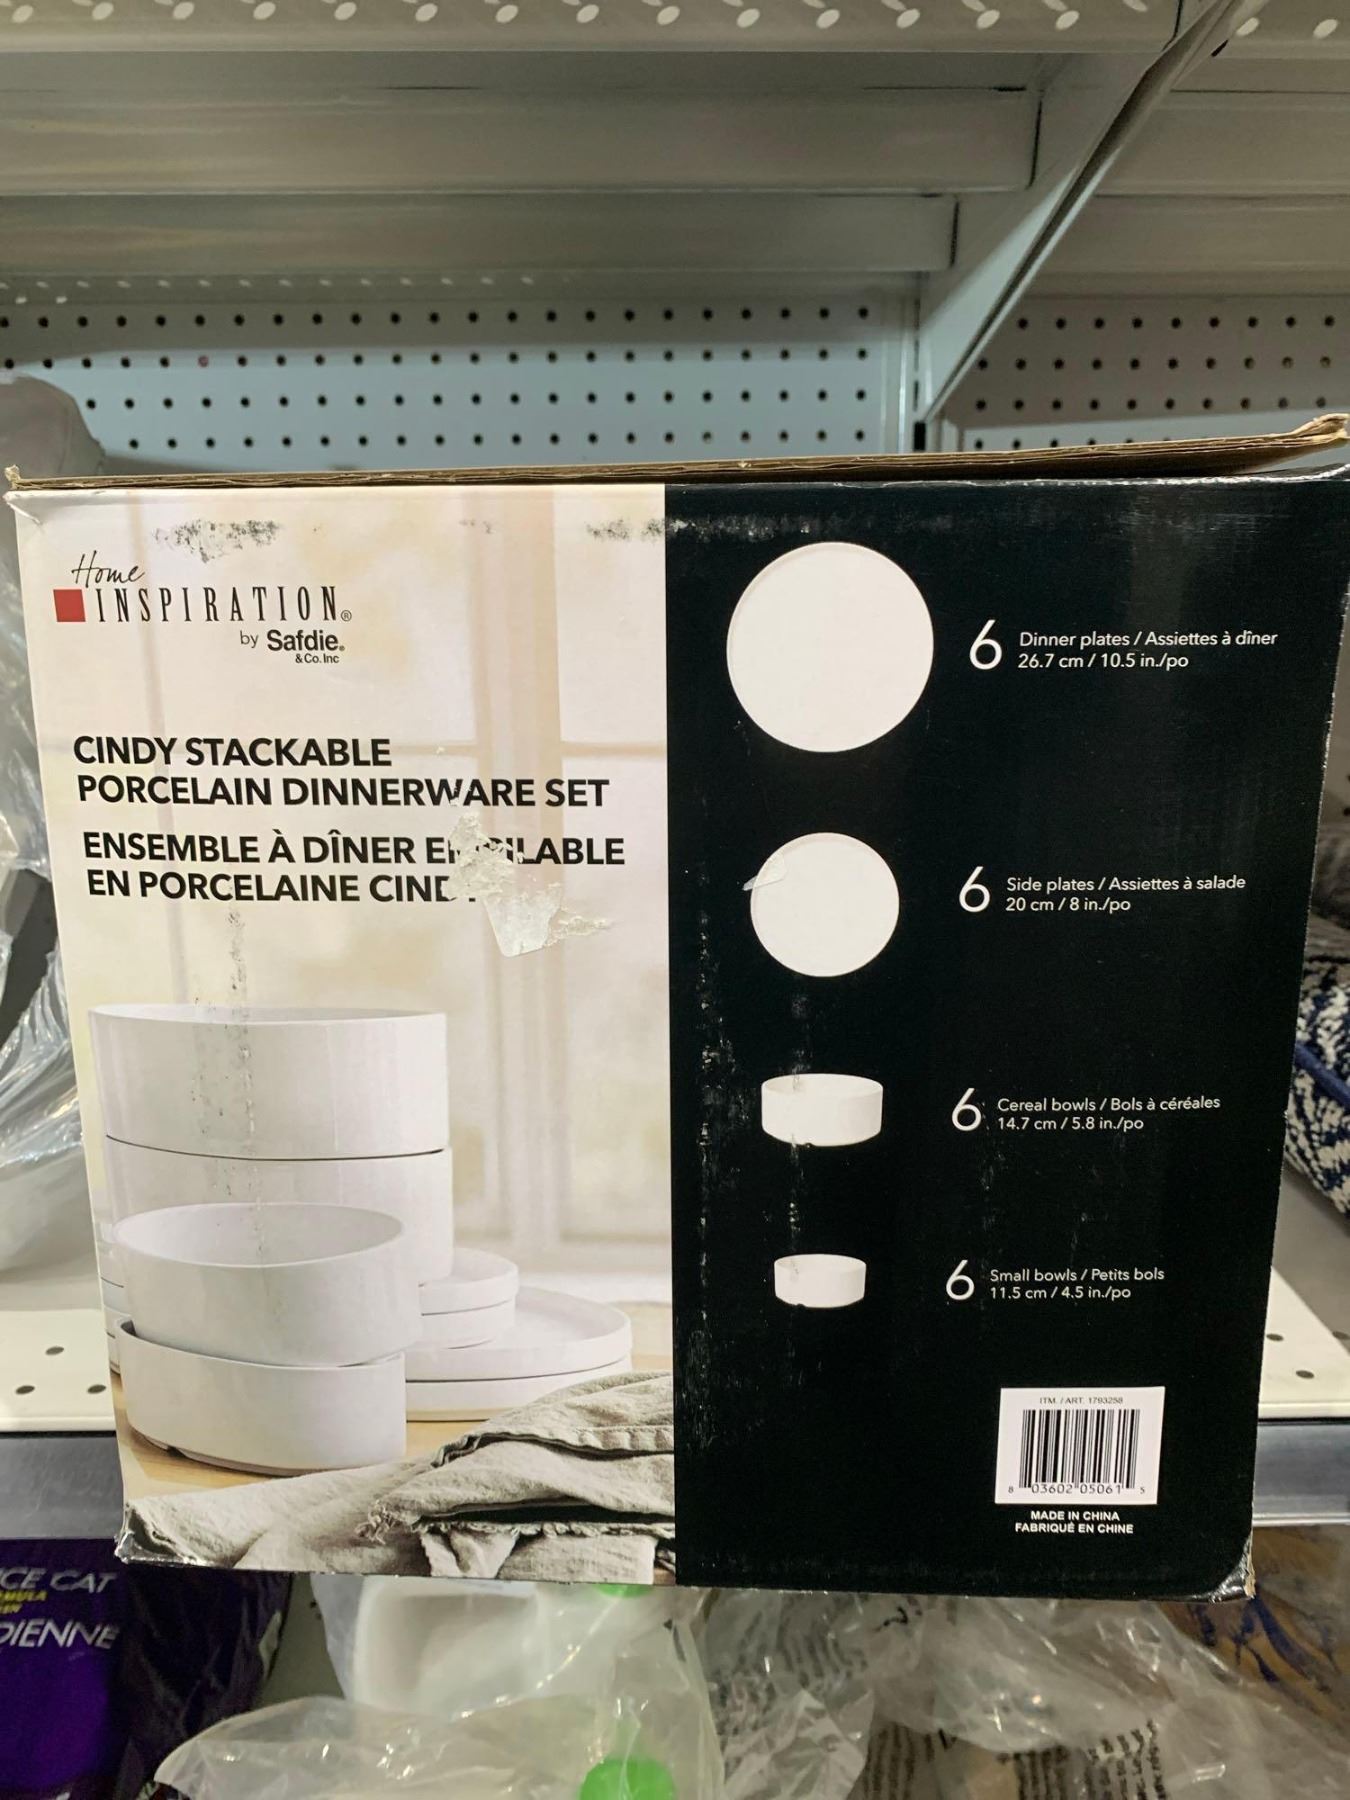 Home
INSPIRATION®
by Safdie®
& Co. Inc
CINDY STACKABLE
PORCELAIN DINNERWARE SET
ENSEMBLE À DÎNER
EN PORCELAINE
6 Dinner plates / Assiettes à dîner
26.7 cm / 10.5 in./po
6 Side plates / Assiettes à salade
20 cm / 8 in./po
6 Cereal bowls / Bols à céréales
14.7 cm / 5.8 in./po
6 Small bowls / Petits bols
11.5 cm / 4.5 in./po
ITM. / ART. 1793258
8 03602 05061 5
MADE IN CHINA
FABRIQUÉ EN CHINE
CAT